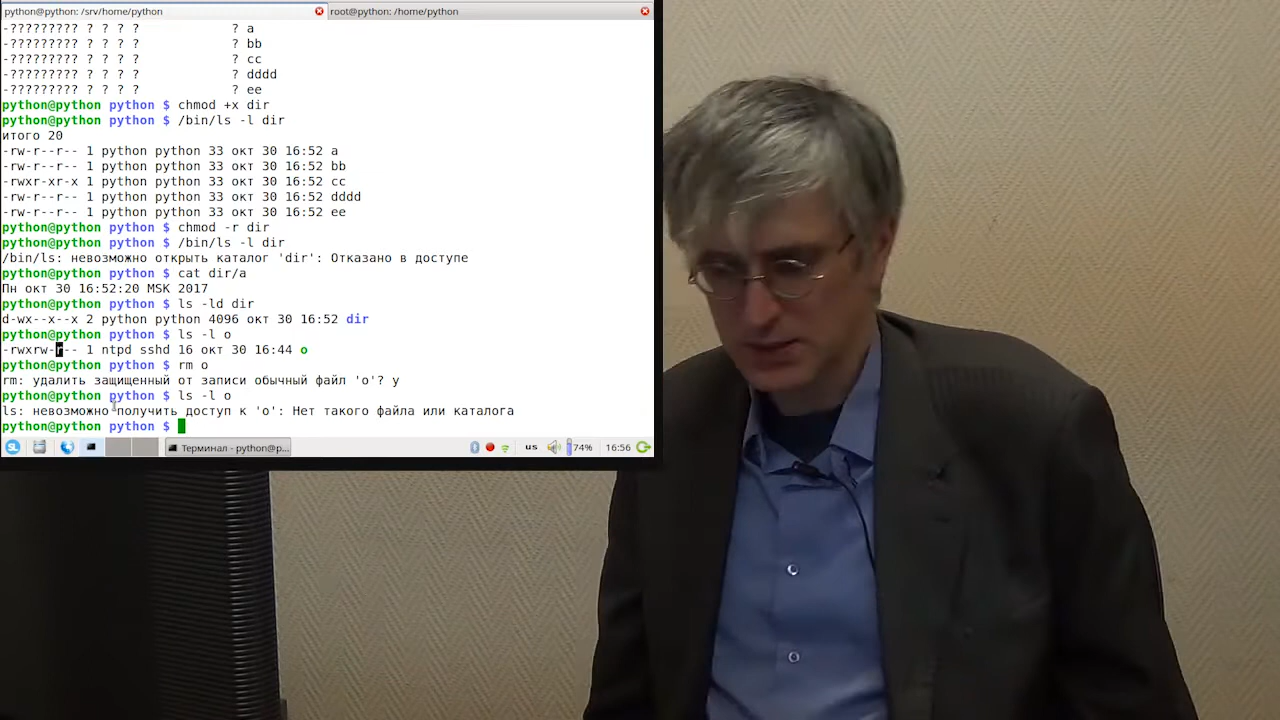 python@python: /srv/home/python
root@python: /home/python
-????????? ? ? ? ? ? a
-????????? ? ? ? ? ? bb
-????????? ? ? ? ? ? cc
-????????? ? ? ? ? ? dddd
-????????? ? ? ? ? ? ee
python@python python $ chmod +x dir
python@python python $ /bin/ls -l dir
итого 20
-rw-r--r-- 1 python python 33 окт 30 16:52 a
-rw-r--r-- 1 python python 33 окт 30 16:52 bb
-rwxr-xr-x 1 python python 33 окт 30 16:52 cc
-rw-r--r-- 1 python python 33 окт 30 16:52 dddd
-rw-r--r-- 1 python python 33 окт 30 16:52 ee
python@python python $ chmod -r dir
python@python python $ /bin/ls -l dir
/bin/ls: невозможно открыть каталог 'dir': Отказано в доступе
python@python python $ cat dir/a
Пн окт 30 16:52:20 MSK 2017
python@python python $ ls -ld dir
d-wx--x--x 2 python python 4096 окт 30 16:52 dir
python@python python $ ls -l o
-rwxrw-r-- 1 ntpd sshd 16 окт 30 16:44 o
python@python python $ rm o
rm: удалить защищенный от записи обычный файл 'o'? y
python@python python $ ls -l o
ls: невозможно получить доступ к 'o': Нет такого файла или каталога
python@python python $
SL Терминал - python@p... us 74% 16:56